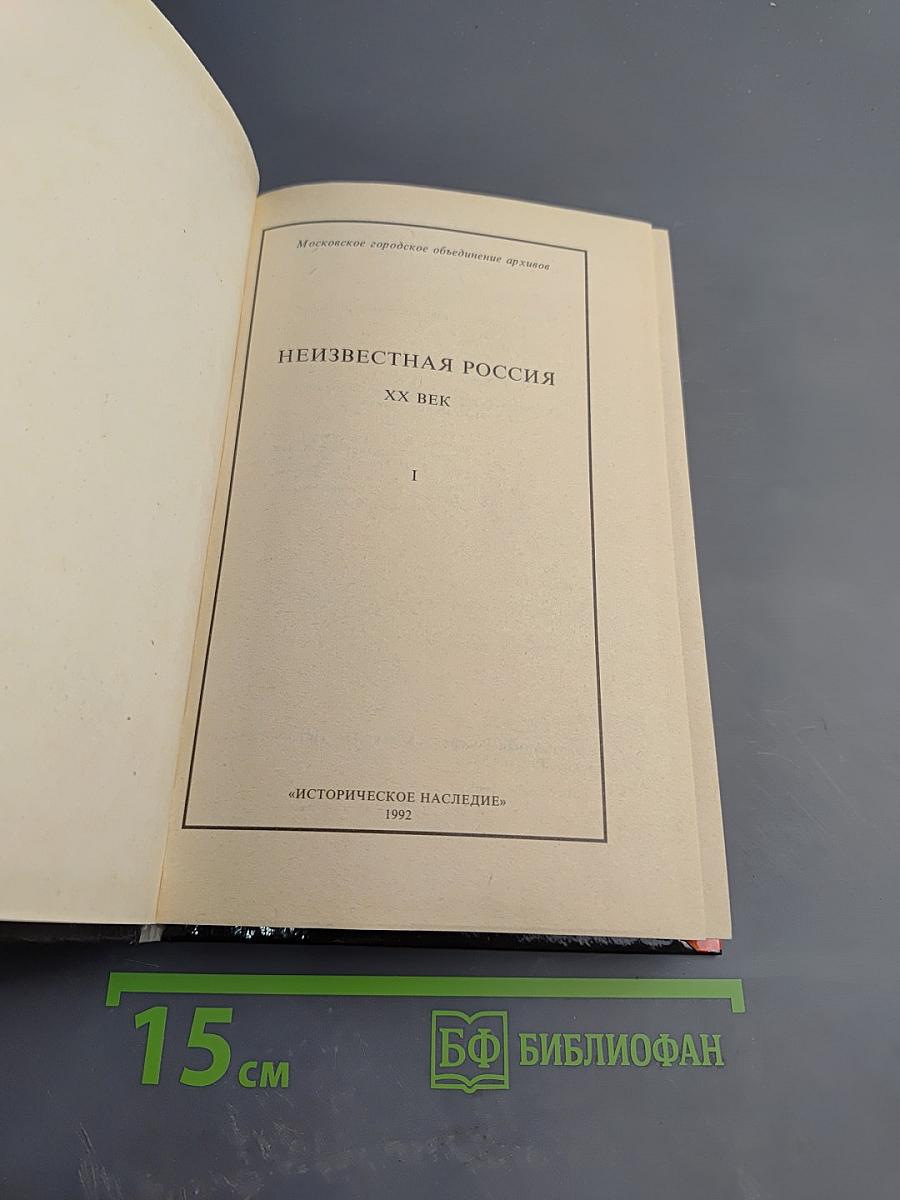 Московское городское объединение архивов
НЕИЗВЕСТНАЯ РОССИЯ
XX ВЕК
I
«ИСТОРИЧЕСКОЕ НАСЛЕДИЕ»
1992
15 см
БФ БИБЛИОФАН